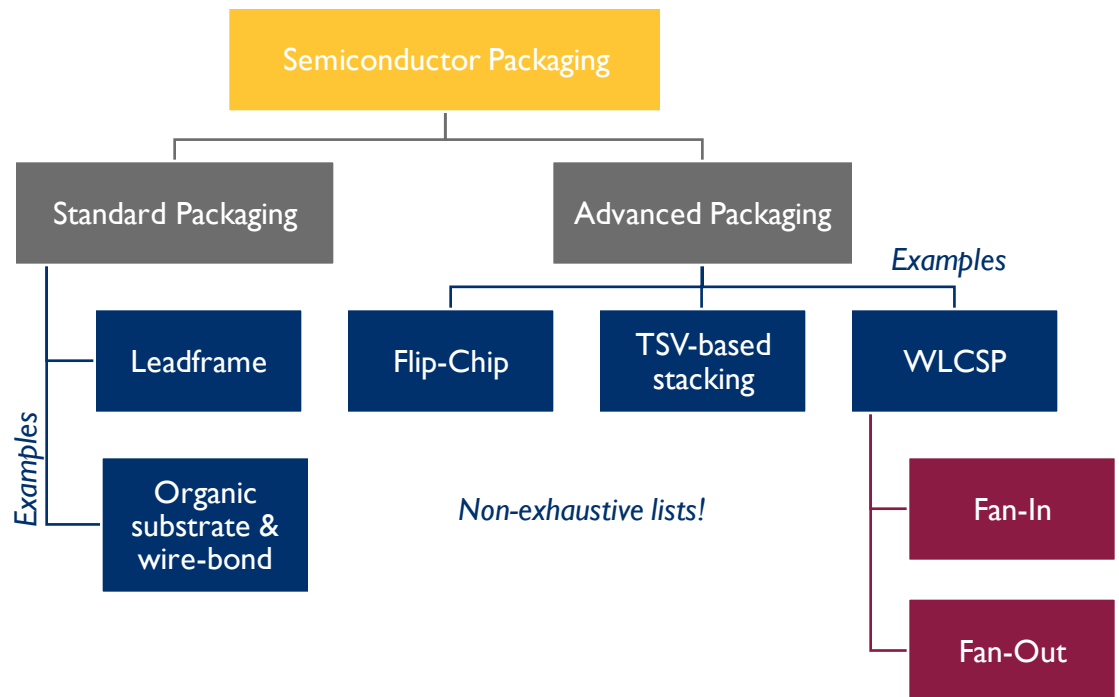 Semiconductor Packaging
Standard Packaging
Advanced Packaging
Examples
Leadframe
Flip-Chip
TSV-based
stacking
WLCSP
Examples
Organic
substrate &
wire-bond
Non-exhaustive lists!
Fan-In
Fan-Out